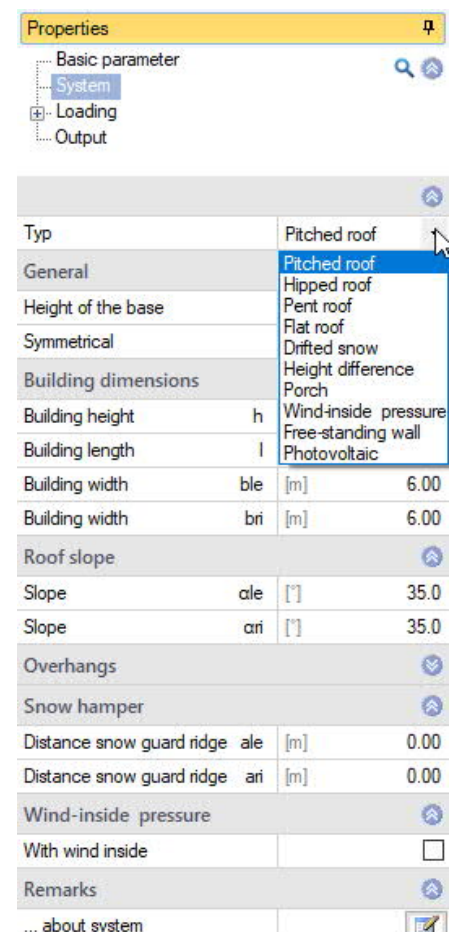 Properties
Basic parameter
System
Loading
Output
Typ Pitched roof
Pitched roof
Hipped roof
Pent roof
Flat roof
Drifted snow
Height difference
Porch
Wind-inside pressure
Free-standing wall
Photovoltaic
General
Height of the base
Symmetrical
Building dimensions
Building height h
Building length l
Building width ble [m] 6.00
Building width bri [m] 6.00
Roof slope
Slope αle [°] 35.0
Slope αri [°] 35.0
Overhangs
Snow hamper
Distance snow guard ridge ale [m] 0.00
Distance snow guard ridge ari [m] 0.00
Wind-inside pressure
With wind inside
Remarks
... about system